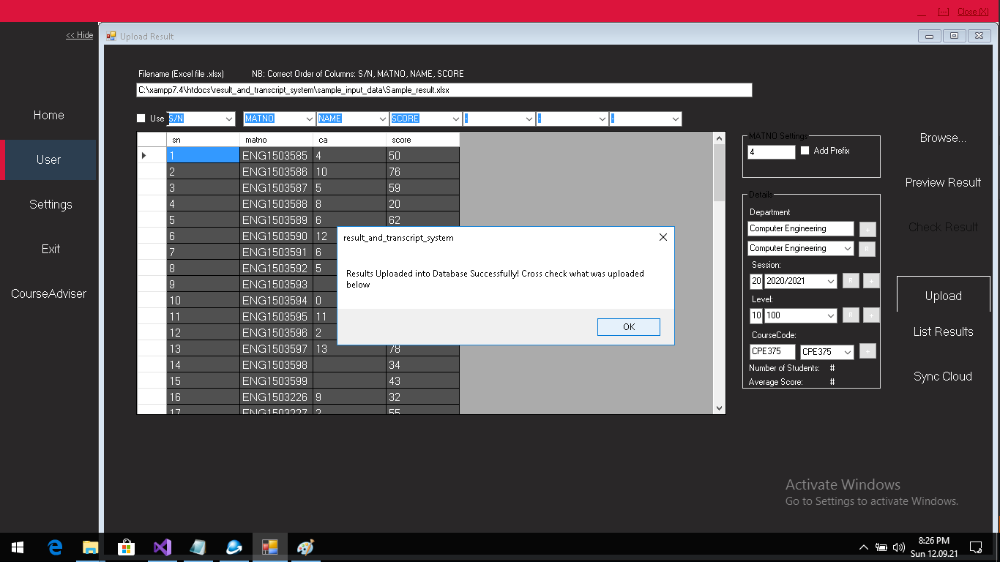 __ [---] Close [X]
<< Hide
Upload Result
Filename (Excel file .xlsx) NB: Correct Order of Columns: S/N, MATNO, NAME, SCORE
C:\xampp7.4\htdocs\result_and_transcript_system\sample_input_data\Sample_result.xlsx
Home
User
Settings
Exit
CourseAdviser
Use S/N MATNO NAME SCORE - - -
sn matno ca score
1 ENG1503585 4 50
2 ENG1503586 10 76
3 ENG1503587 5 59
4 ENG1503588 8 20
5 ENG1503589 6 62
6 ENG1503590 12
7 ENG1503591 6
8 ENG1503592 5
9 ENG1503593
10 ENG1503594 0
11 ENG1503595 11
12 ENG1503596 2
13 ENG1503597 13 78
14 ENG1503598 34
15 ENG1503599 43
16 ENG1503226 9 32
17 ENG1503227 2 55
result_and_transcript_system
Results Uploaded into Database Successfully! Cross check what was uploaded
below
OK
MATNO Settings
4 Add Prefix
Details
Department
Computer Engineering +
Computer Engineering R
Session:
20 2020/2021 R +
Level:
10 100 R +
CourseCode:
CPE375 CPE375 +
Number of Students: #
Average Score: #
Browse...
Preview Result
Check Result
Upload
List Results
Sync Cloud
Activate Windows
Go to Settings to activate Windows.
8:26 PM
Sun 12.09.21